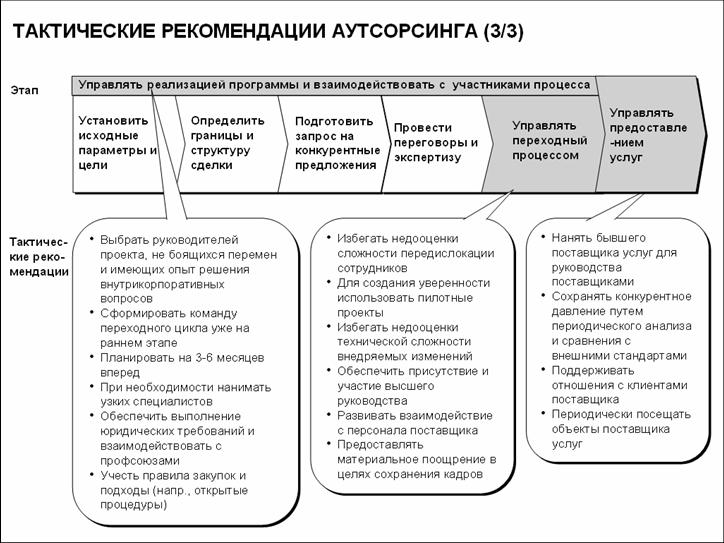 ТАКТИЧЕСКИЕ РЕКОМЕНДАЦИИ АУТСОРСИНГА (3/3)
Этап
Управлять реализацией программы и взаимодействовать с участниками процесса
Установить
исходные
параметры и
цели
Определить
границы и
структуру
сделки
Подготовить
запрос на
конкурентные
предложения
Провести
переговоры и
экспертизу
Управлять
переходный
процессом
Управлять
предоставле
-нием
услуг
Тактичес-
кие реко-
мендации
• Выбрать руководителей
проекта, не боящихся перемен
и имеющих опыт решения
внутрикорпоративных
вопросов
• Сформировать команду
переходного цикла уже на
раннем этапе
• Планировать на 3-6 месяцев
вперед
• При необходимости нанимать
узких специалистов
• Обеспечить выполнение
юридических требований и
взаимодействовать с
профсоюзами
• Учесть правила закупок и
подходы (напр., открытые
процедуры)
• Избегать недооценки
сложности передислокации
сотрудников
• Для создания уверенности
использовать пилотные
проекты
• Избегать недооценки
технической сложности
внедряемых изменений
• Обеспечить присутствие и
участие высшего
руководства
• Развивать взаимодействие
с персонала поставщика
• Предоставлять
материальное поощрение в
целях сохранения кадров
• Нанять бывшего
поставщика услуг для
руководства
поставщиками
• Сохранять конкурентное
давление путем
периодического анализа
и сравнения с
внешними стандартами
• Поддерживать
отношения с клиентами
поставщика
• Периодически посещать
объекты поставщика
услуг